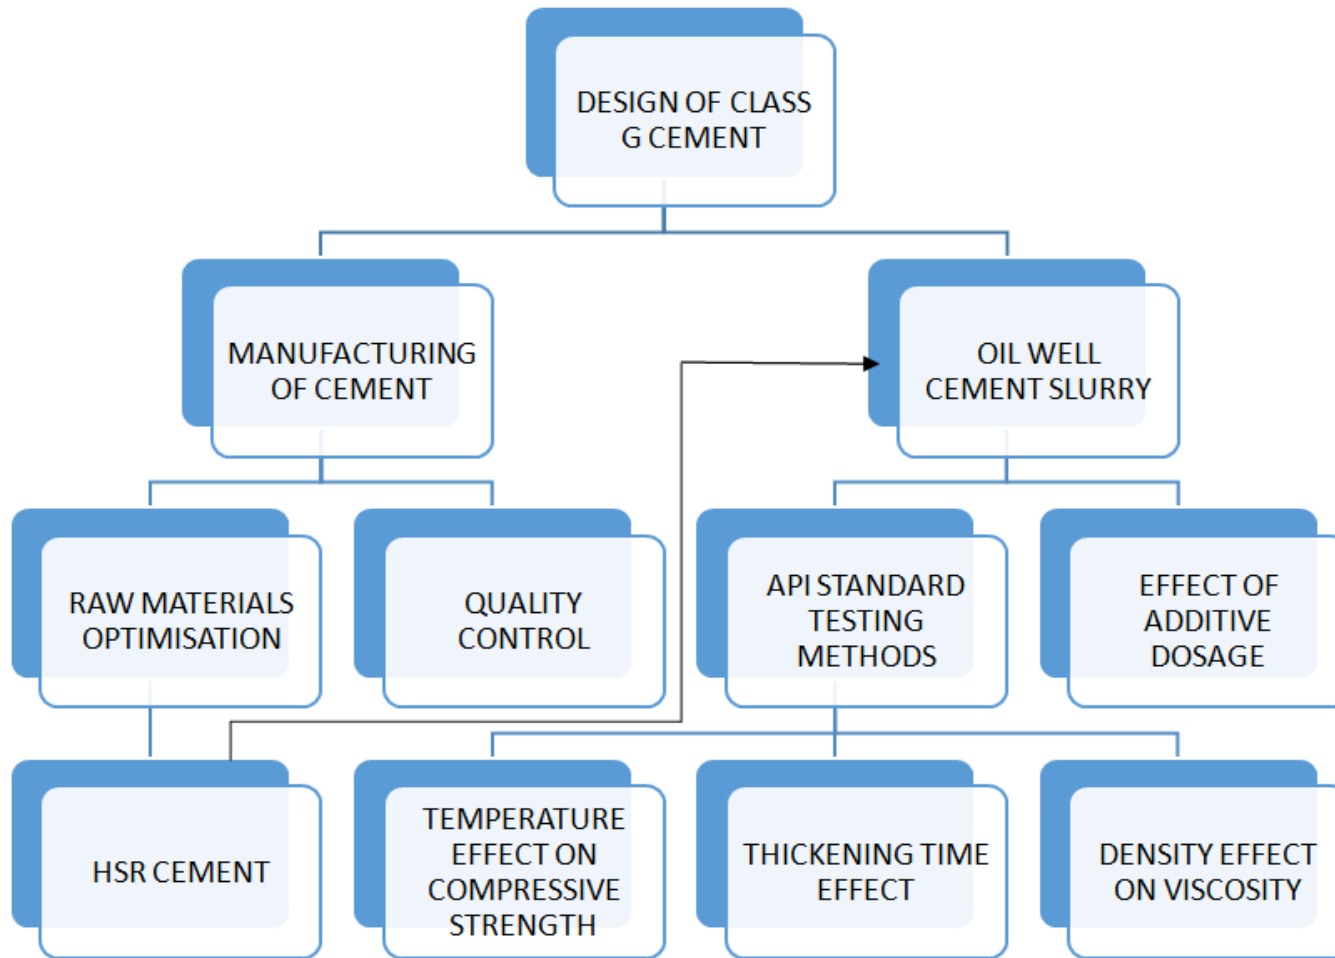 DESIGN OF CLASS
G CEMENT
MANUFACTURING
OF CEMENT
OIL WELL
CEMENT SLURRY
RAW MATERIALS
OPTIMISATION
QUALITY
CONTROL
API STANDARD
TESTING
METHODS
EFFECT OF
ADDITIVE
DOSAGE
HSR CEMENT
TEMPERATURE
EFFECT ON
COMPRESSIVE
STRENGTH
THICKENING TIME
EFFECT
DENSITY EFFECT
ON VISCOSITY